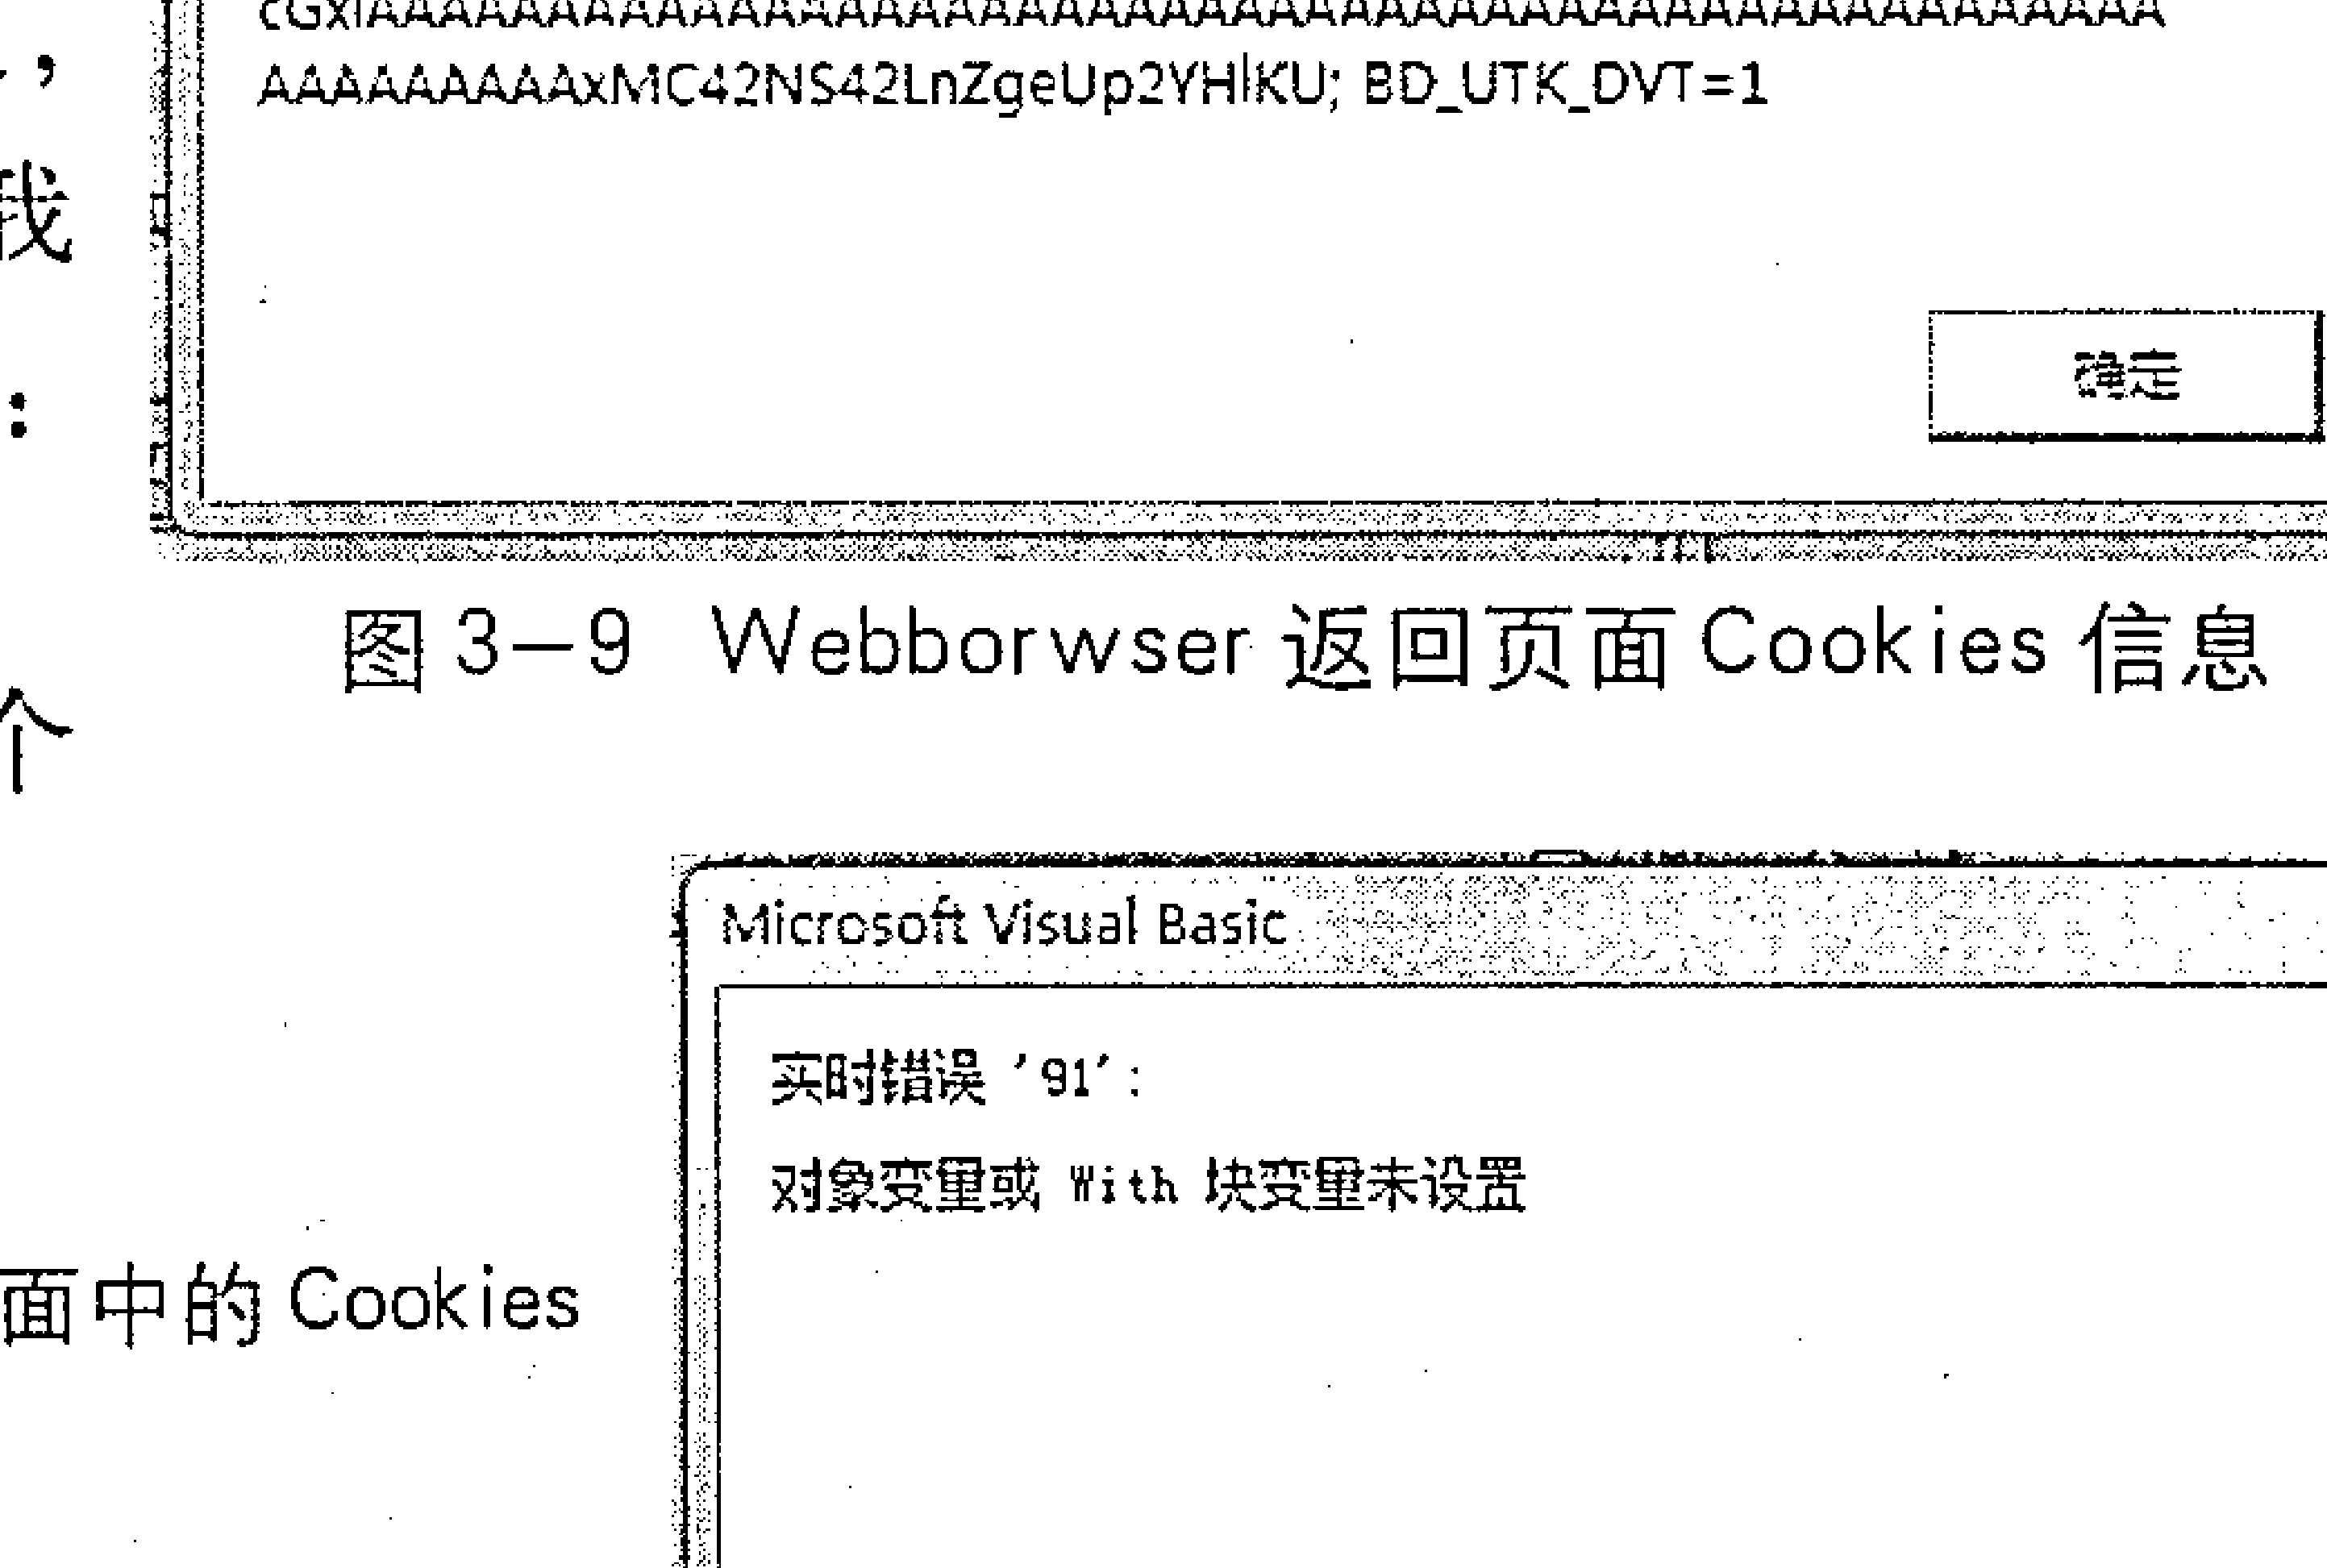 AAAAAAAAAxMC42NS42LnZgeUp2YHlKU; BD_UTK_DVT=1
我
:
确定
图 3-9 Webborwser 返回页面 Cookies 信息
个
Microsoft Visual Basic
实时错误 '91':
对象变量或 With 块变量未设置
面中的 Cookies